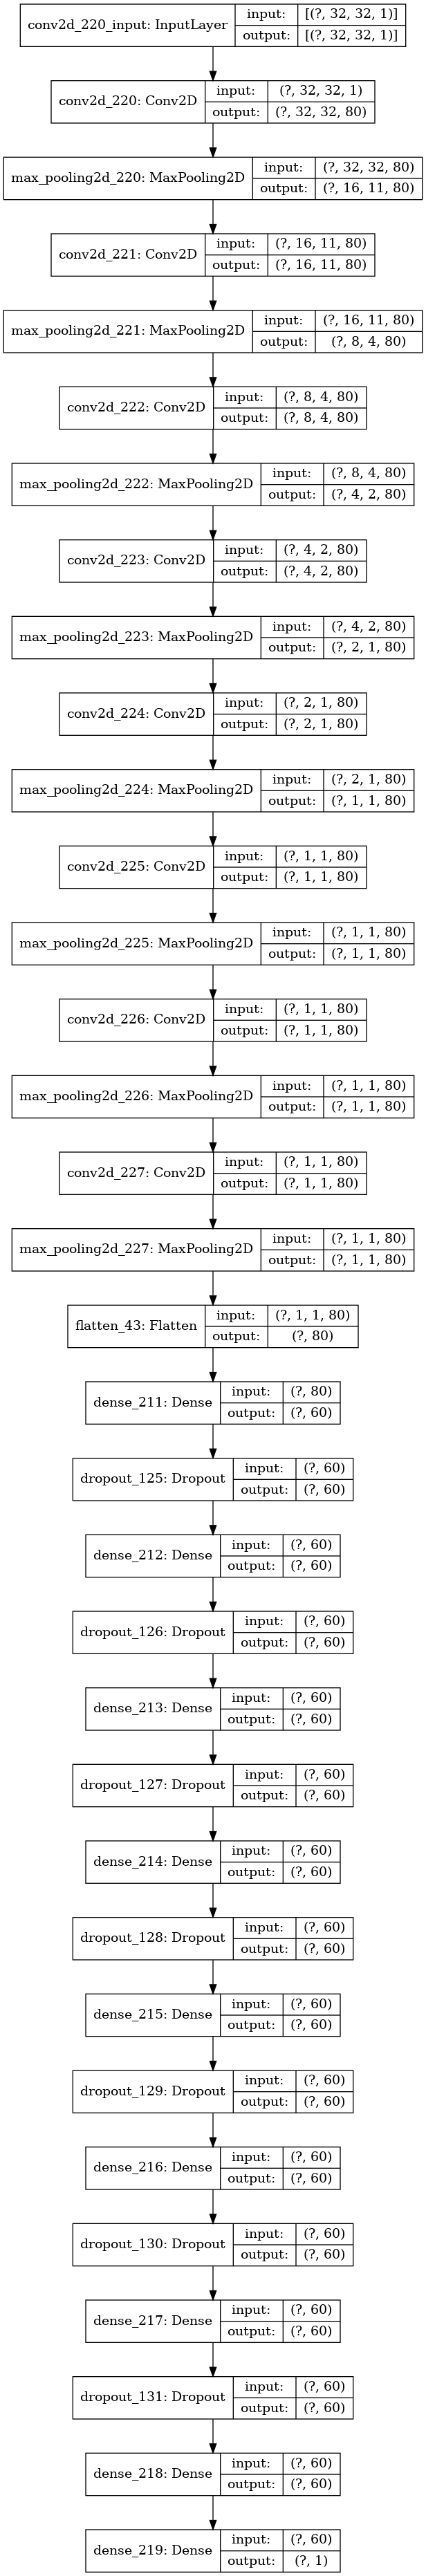 conv2d_220_input: InputLayer input: [(?, 32, 32, 1)]
output: [(?, 32, 32, 1)]
conv2d_220: Conv2D input: (?, 32, 32, 1)
output: (?, 32, 32, 80)
max_pooling2d_220: MaxPooling2D input: (?, 32, 32, 80)
output: (?, 16, 11, 80)
conv2d_221: Conv2D input: (?, 16, 11, 80)
output: (?, 16, 11, 80)
max_pooling2d_221: MaxPooling2D input: (?, 16, 11, 80)
output: (?, 8, 4, 80)
conv2d_222: Conv2D input: (?, 8, 4, 80)
output: (?, 8, 4, 80)
max_pooling2d_222: MaxPooling2D input: (?, 8, 4, 80)
output: (?, 4, 2, 80)
conv2d_223: Conv2D input: (?, 4, 2, 80)
output: (?, 4, 2, 80)
max_pooling2d_223: MaxPooling2D input: (?, 4, 2, 80)
output: (?, 2, 1, 80)
conv2d_224: Conv2D input: (?, 2, 1, 80)
output: (?, 2, 1, 80)
max_pooling2d_224: MaxPooling2D input: (?, 2, 1, 80)
output: (?, 1, 1, 80)
conv2d_225: Conv2D input: (?, 1, 1, 80)
output: (?, 1, 1, 80)
max_pooling2d_225: MaxPooling2D input: (?, 1, 1, 80)
output: (?, 1, 1, 80)
conv2d_226: Conv2D input: (?, 1, 1, 80)
output: (?, 1, 1, 80)
max_pooling2d_226: MaxPooling2D input: (?, 1, 1, 80)
output: (?, 1, 1, 80)
conv2d_227: Conv2D input: (?, 1, 1, 80)
output: (?, 1, 1, 80)
max_pooling2d_227: MaxPooling2D input: (?, 1, 1, 80)
output: (?, 1, 1, 80)
flatten_43: Flatten input: (?, 1, 1, 80)
output: (?, 80)
dense_211: Dense input: (?, 80)
output: (?, 60)
dropout_125: Dropout input: (?, 60)
output: (?, 60)
dense_212: Dense input: (?, 60)
output: (?, 60)
dropout_126: Dropout input: (?, 60)
output: (?, 60)
dense_213: Dense input: (?, 60)
output: (?, 60)
dropout_127: Dropout input: (?, 60)
output: (?, 60)
dense_214: Dense input: (?, 60)
output: (?, 60)
dropout_128: Dropout input: (?, 60)
output: (?, 60)
dense_215: Dense input: (?, 60)
output: (?, 60)
dropout_129: Dropout input: (?, 60)
output: (?, 60)
dense_216: Dense input: (?, 60)
output: (?, 60)
dropout_130: Dropout input: (?, 60)
output: (?, 60)
dense_217: Dense input: (?, 60)
output: (?, 60)
dropout_131: Dropout input: (?, 60)
output: (?, 60)
dense_218: Dense input: (?, 60)
output: (?, 60)
dense_219: Dense input: (?, 60)
output: (?, 1)